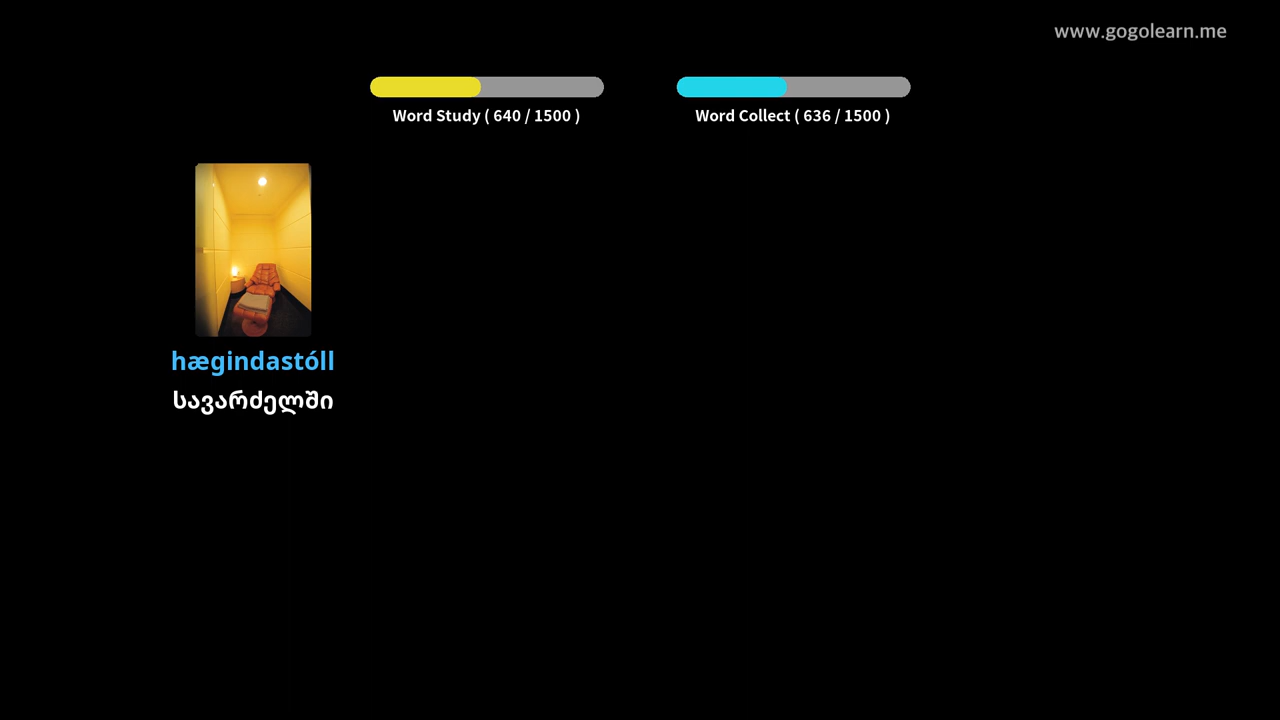 www.gogolearn.me
Word Study ( 640 / 1500 )
Word Collect ( 636 / 1500 )
hægindastóll
სავარძელში